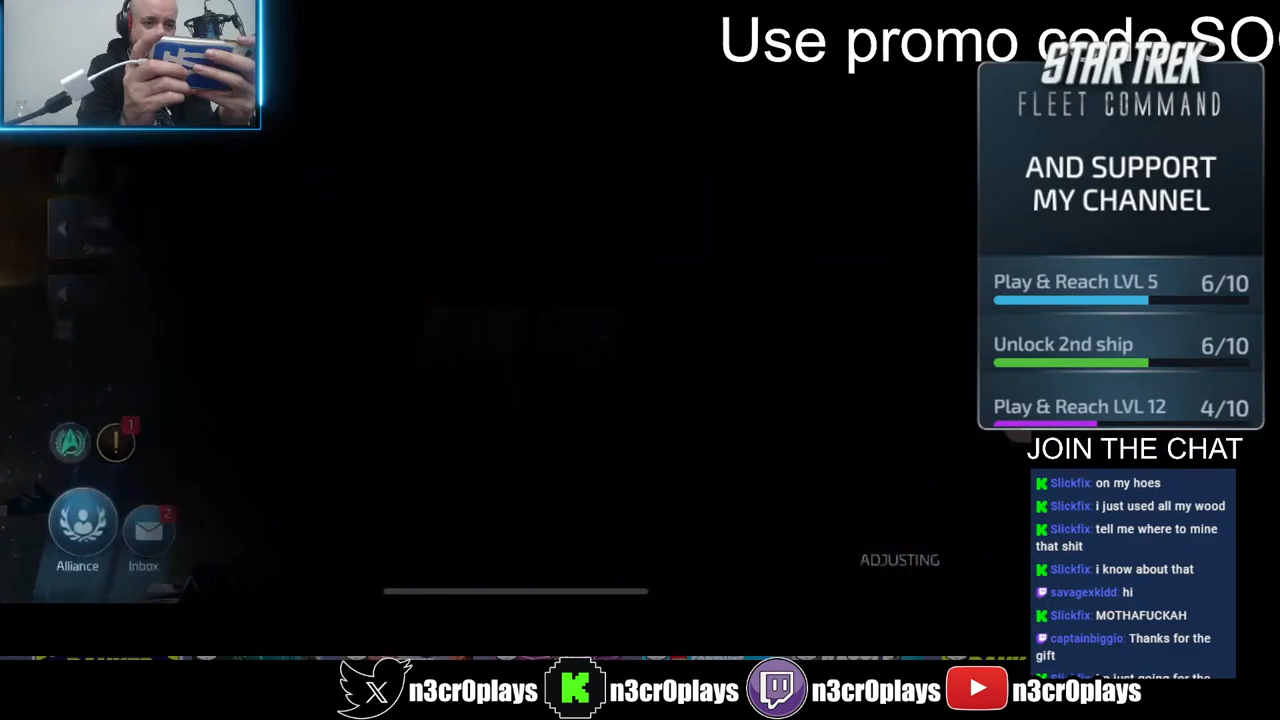 Use promo code SO
STAR TREK
FLEET COMMAND
AND SUPPORT
MY CHANNEL
Play & Reach LVL 5 6/10
Unlock 2nd ship 6/10
Play & Reach LVL 12 4/10
JOIN THE CHAT
Slickfix: on my hoes
Slickfix: i just used all my wood
Slickfix: tell me where to mine
that shit
Slickfix: i know about that
savagexkidd: hi
Slickfix: MOTHAFUCKAH
captainbiggio: Thanks for the
gift
1
2
Alliance
Inbox
ADJUSTING
n3cr0plays
n3cr0plays
n3cr0plays
n3cr0plays